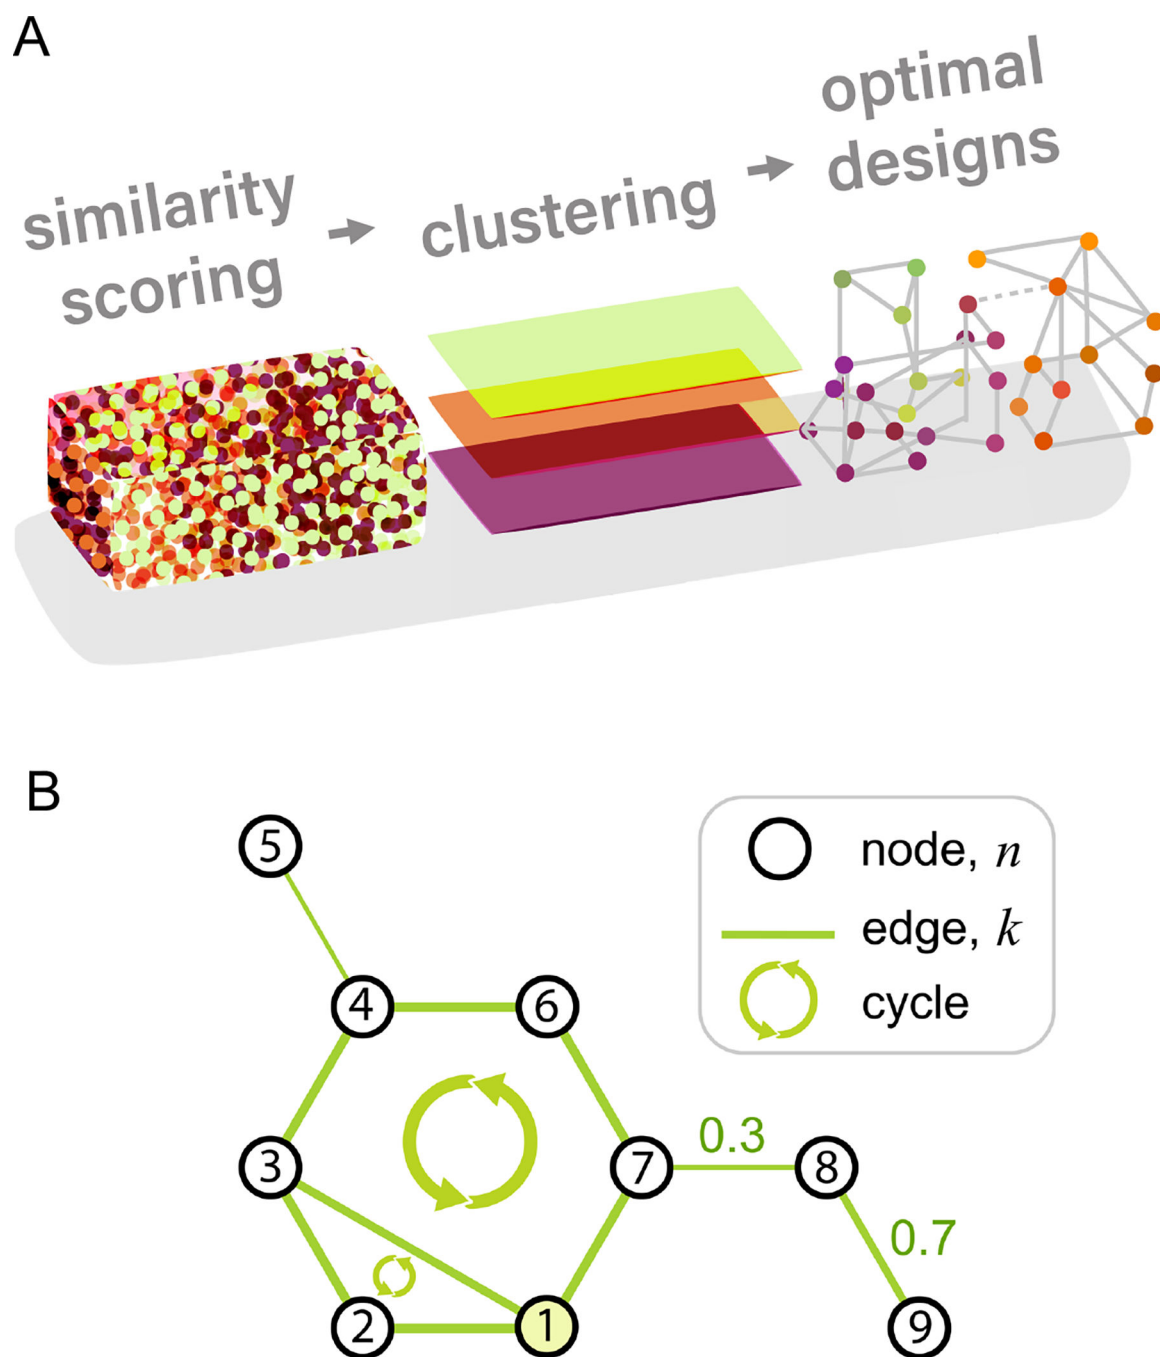 A
similarity
scoring
clustering
optimal
designs
B
5
4
6
3
7
0.3
8
0.7
2
1
9
node, n
edge, k
cycle